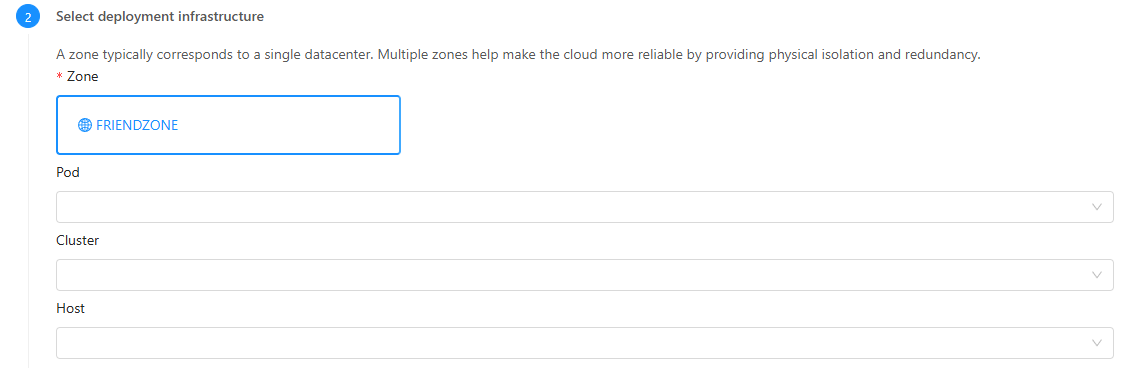 2 Select deployment infrastructure
A zone typically corresponds to a single datacenter. Multiple zones help make the cloud more reliable by providing physical isolation and redundancy.
* Zone
FRIENDZONE
Pod
Cluster
Host